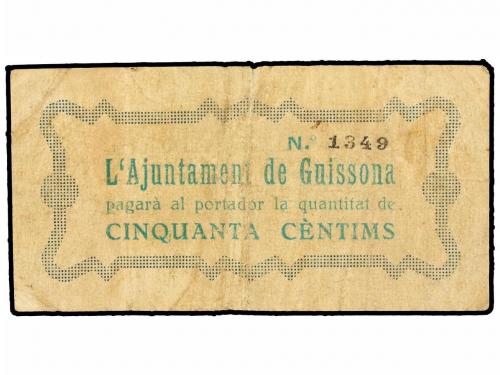 N.º 1349
L'Ajuntament de Guissona
pagarà al portador la quantitat de
CINQUANTA CÈNTIMS